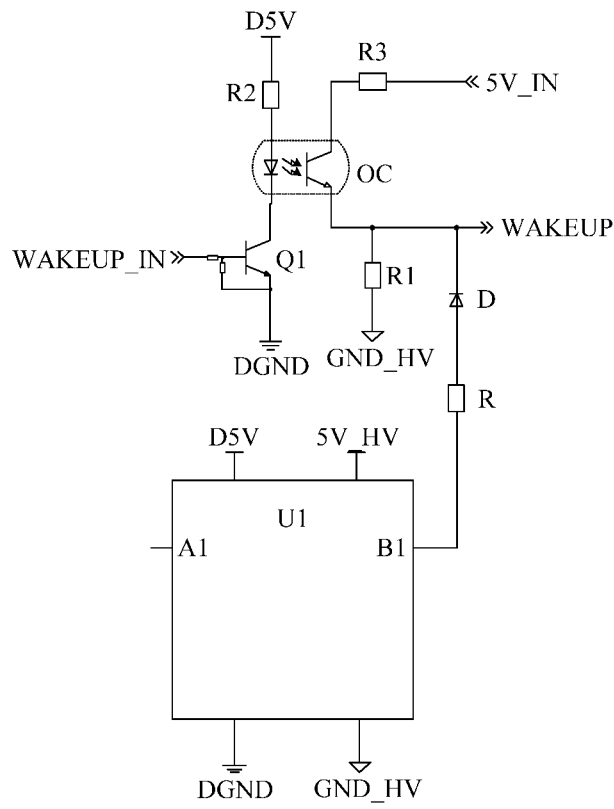 D5V
R3
R2
5V_IN
OC
WAKEUP
WAKEUP_IN
Q1
R1
D
DGND
GND_HV
R
D5V
5V_HV
U1
A1
B1
DGND
GND_HV